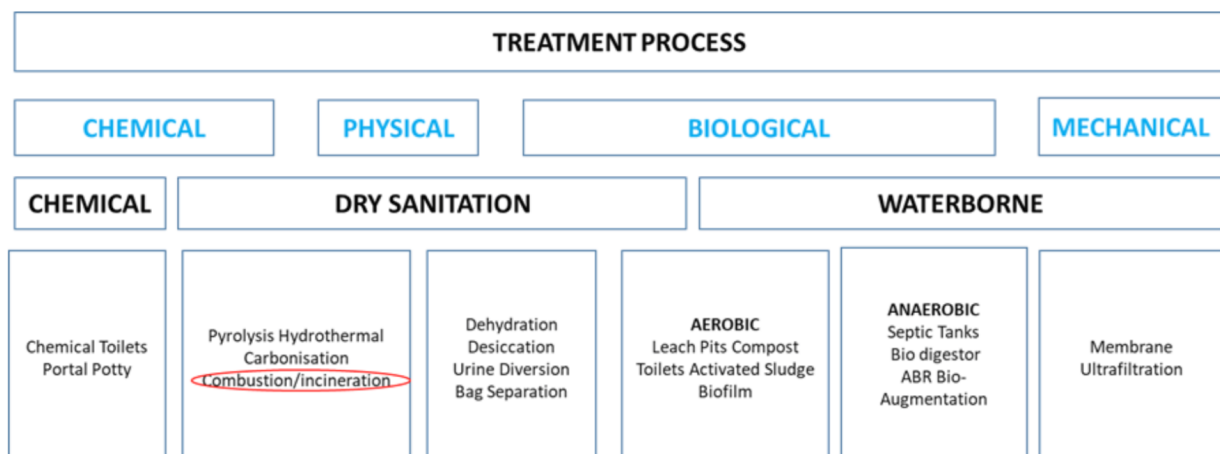 TREATMENT PROCESS
CHEMICAL
PHYSICAL
BIOLOGICAL
MECHANICAL
CHEMICAL
DRY SANITATION
WATERBORNE
Chemical Toilets
Portal Potty
Pyrolysis Hydrothermal
Carbonisation
Combustion/incineration
Dehydration
Desiccation
Urine Diversion
Bag Separation
AEROBIC
Leach Pits Compost
Toilets Activated Sludge
Biofilm
ANAEROBIC
Septic Tanks
Bio digestor
ABR Bio-
Augmentation
Membrane
Ultrafiltration